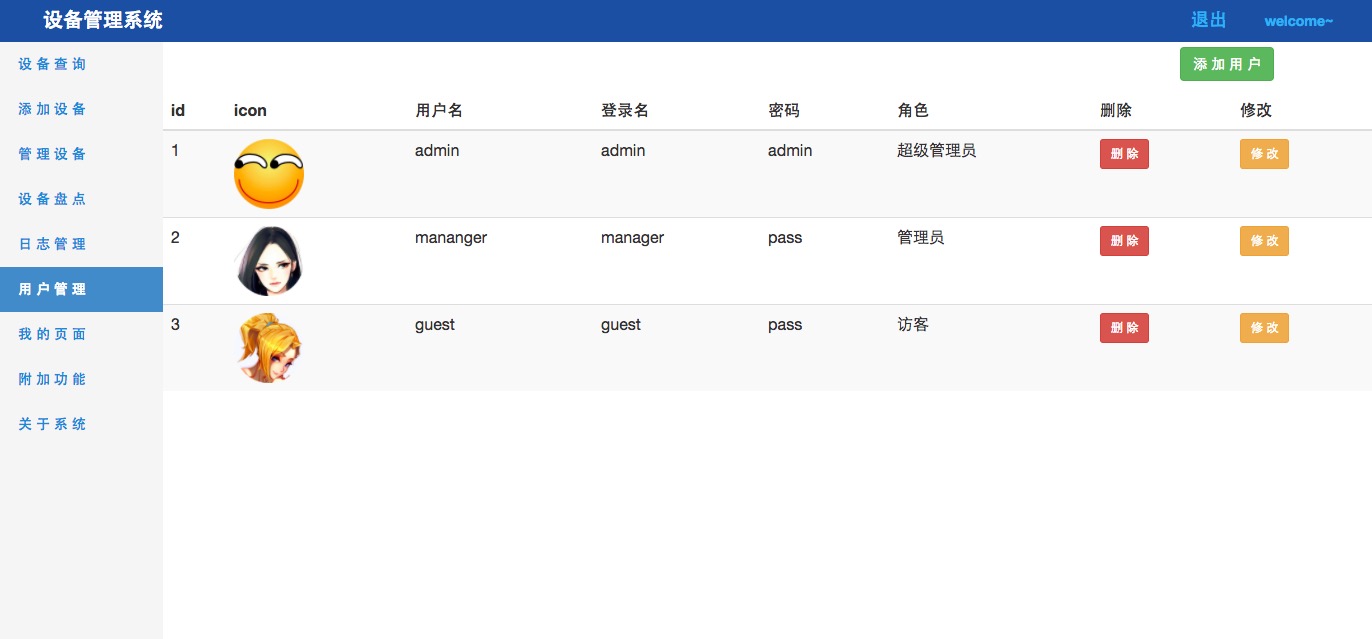 设备管理系统 退出 welcome~
设备查询
添加设备
管理设备
设备盘点
日志管理
用户管理
我的页面
附加功能
关于系统
添加用户
id icon 用户名 登录名 密码 角色 删除 修改
1 admin admin admin 超级管理员 删除 修改
2 mananger manager pass 管理员 删除 修改
3 guest guest pass 访客 删除 修改